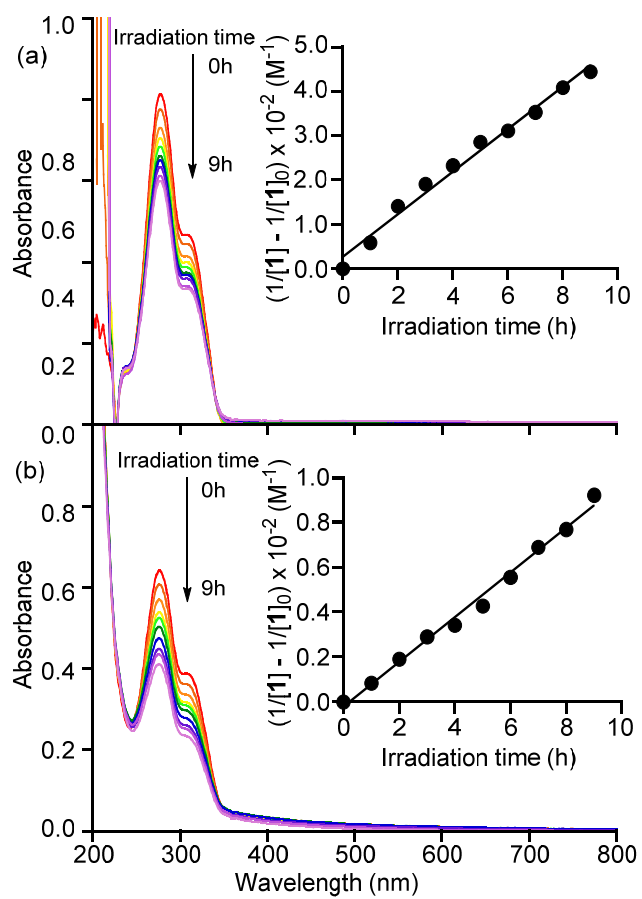 (a)
Irradiation time
0h
9h
1.0
0.8
0.6
0.4
0.2
0.0
Absorbance
(1/[1] - 1/[1]0) x 10-2 (M-1)
5.0
4.0
3.0
2.0
1.0
0.0
0 2 4 6 8 10
Irradiation time (h)
(b)
Irradiation time
0h
9h
0.8
0.6
0.4
0.2
0.0
Absorbance
(1/[1] - 1/[1]0) x 10-2 (M-1)
1.0
0.8
0.6
0.4
0.2
0.0
0 2 4 6 8 10
Irradiation time (h)
200 300 400 500 600 700 800
Wavelength (nm)